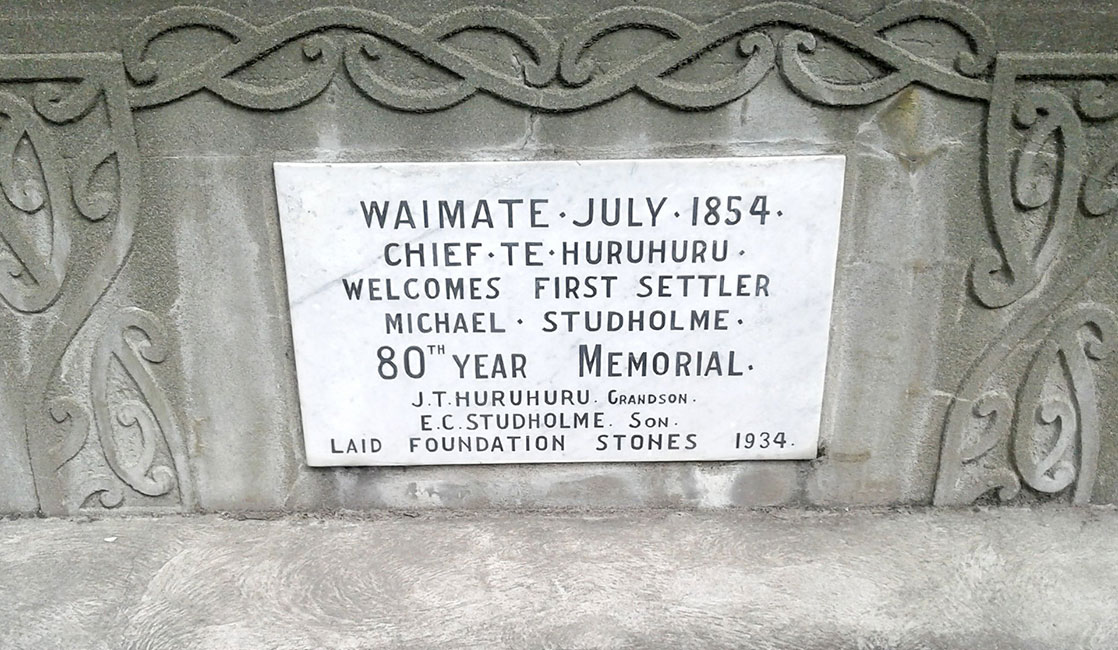 WAIMATE · JULY · 1854 ·
CHIEF · TE · HURUHURU ·
WELCOMES FIRST SETTLER
MICHAEL · STUDHOLME ·
80TH YEAR MEMORIAL.
J.T. HURUHURU. GRANDSON.
E.C. STUDHOLME. SON.
LAID FOUNDATION STONES 1934.